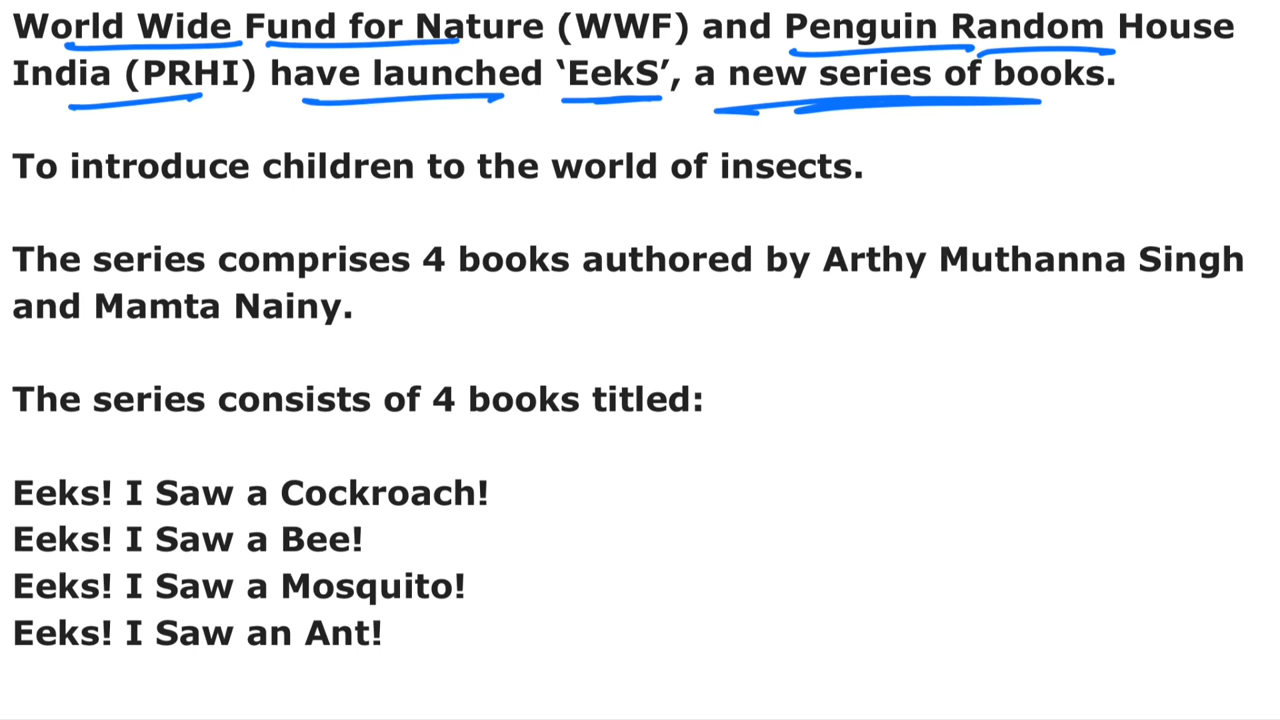 World Wide Fund for Nature (WWF) and Penguin Random House
India (PRHI) have launched ‘EekS’, a new series of books.
To introduce children to the world of insects.
The series comprises 4 books authored by Arthy Muthanna Singh
and Mamta Nainy.
The series consists of 4 books titled:
Eeks! I Saw a Cockroach!
Eeks! I Saw a Bee!
Eeks! I Saw a Mosquito!
Eeks! I Saw an Ant!